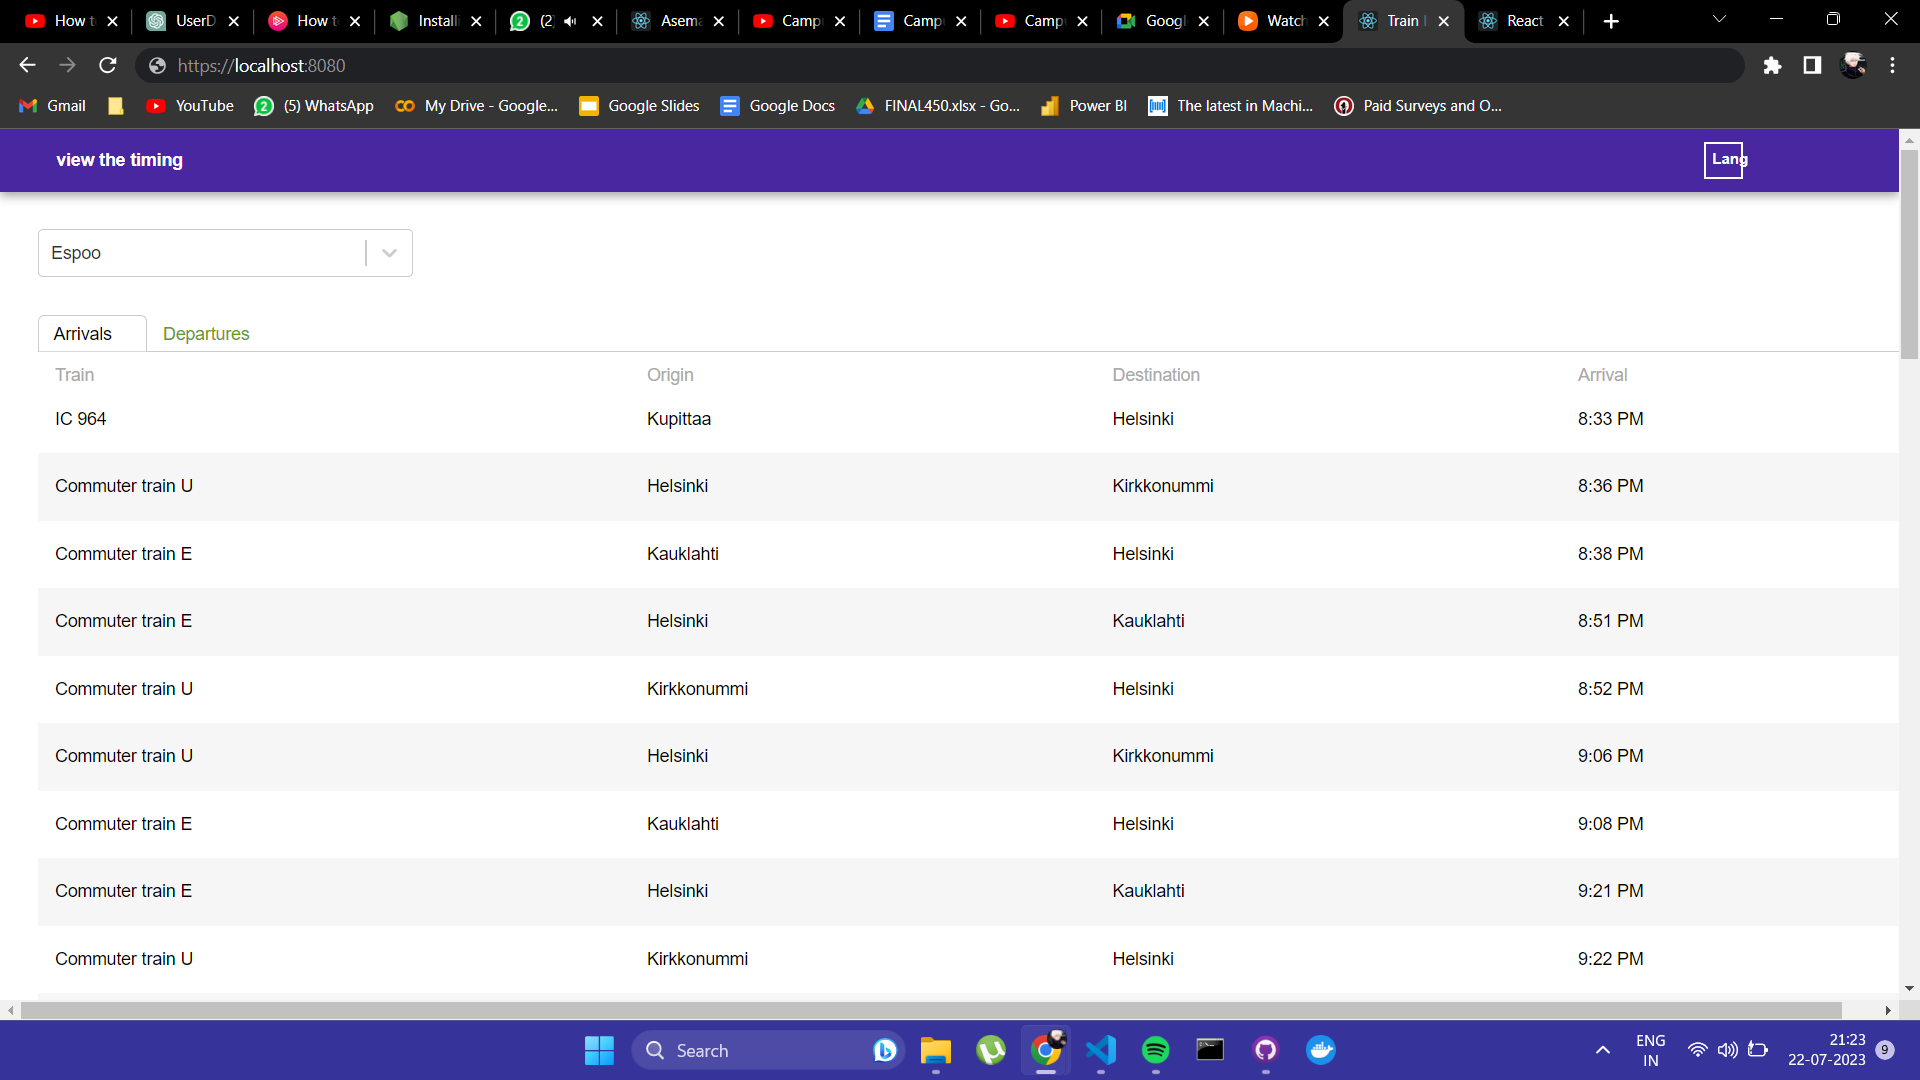 How t
UserD
How t
Installi
(2)
Asema
Camp
Camp
Camp
Googl
Watch
Train
React
https://localhost:8080
Gmail
YouTube
(5) WhatsApp
My Drive - Google...
Google Slides
Google Docs
FINAL450.xlsx - Go...
Power BI
The latest in Machi...
Paid Surveys and O...
view the timing
Lang
Espoo
Arrivals
Departures
Train Origin Destination Arrival
IC 964 Kupittaa Helsinki 8:33 PM
Commuter train U Helsinki Kirkkonummi 8:36 PM
Commuter train E Kauklahti Helsinki 8:38 PM
Commuter train E Helsinki Kauklahti 8:51 PM
Commuter train U Kirkkonummi Helsinki 8:52 PM
Commuter train U Helsinki Kirkkonummi 9:06 PM
Commuter train E Kauklahti Helsinki 9:08 PM
Commuter train E Helsinki Kauklahti 9:21 PM
Commuter train U Kirkkonummi Helsinki 9:22 PM
Search
ENG
IN
21:23
22-07-2023
9